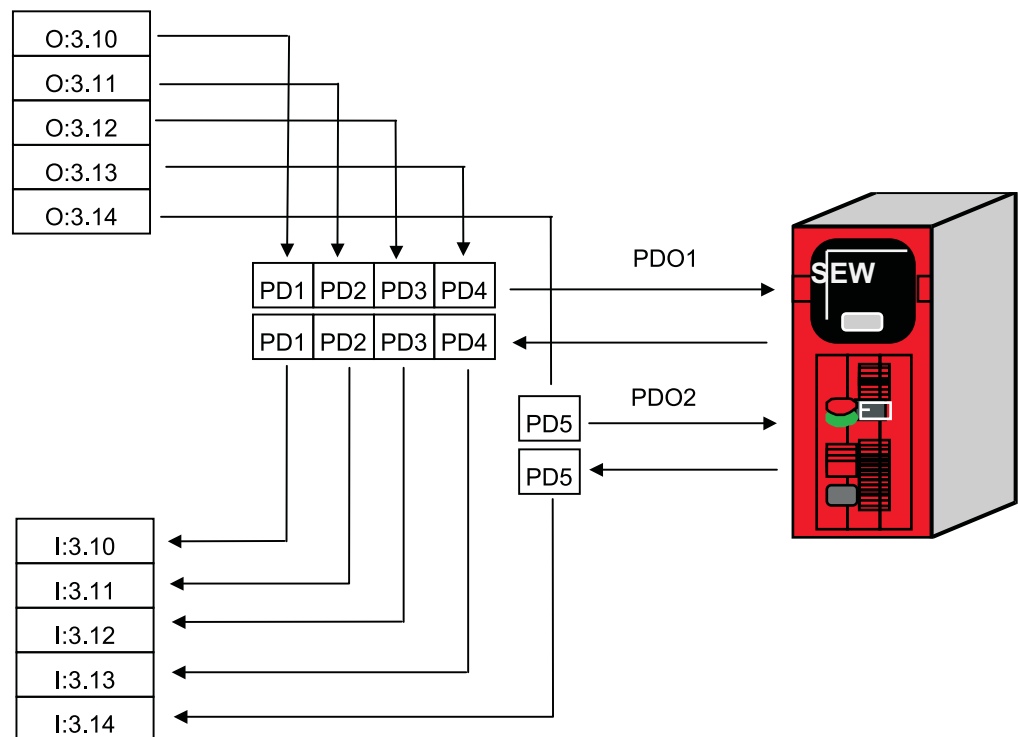 O:3.10
O:3.11
O:3.12
O:3.13
O:3.14
PD1 PD2 PD3 PD4
PDO1
SEW
PD1 PD2 PD3 PD4
PD5
PDO2
PD5
I:3.10
I:3.11
I:3.12
I:3.13
I:3.14